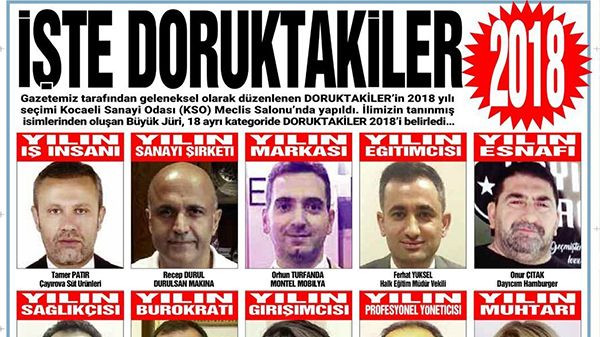 İŞTE DORUKTAKİLER
2018
Gazetemiz tarafından geleneksel olarak düzenlenen DORUKTAKİLER'in 2018 yılı
seçimi Kocaeli Sanayi Odası (KSO) Meclis Salonu'nda yapıldı. İlimizin tanınmış
isimlerinden oluşan Büyük Jüri, 18 ayrı kategoride DORUKTAKİLER 2018'i belirledi...
YILIN
İŞ İNSANI
YILIN
SANAYİ ŞİRKETİ
YILIN
MARKASI
YILIN
EĞİTİMCİSİ
YILIN
ESNAFI
Tamer PATIR
Çayırova Süt Ürünleri
Recep DURUL
DURULSAN MAKINA
Orhun TURFANDA
MONTEL MOBİLYA
Ferhat YUKSEL
Halk Eğitim Müdür Vekili
Onur ÇITAK
Dayıcım Hamburger
YILIN
SAĞLIKÇISI
YILIN
BÜROKRATI
YILIN
GİRİŞİMCİSİ
YILIN
PROFESYONEL YÖNETİCİSİ
YILIN
MUHTARI